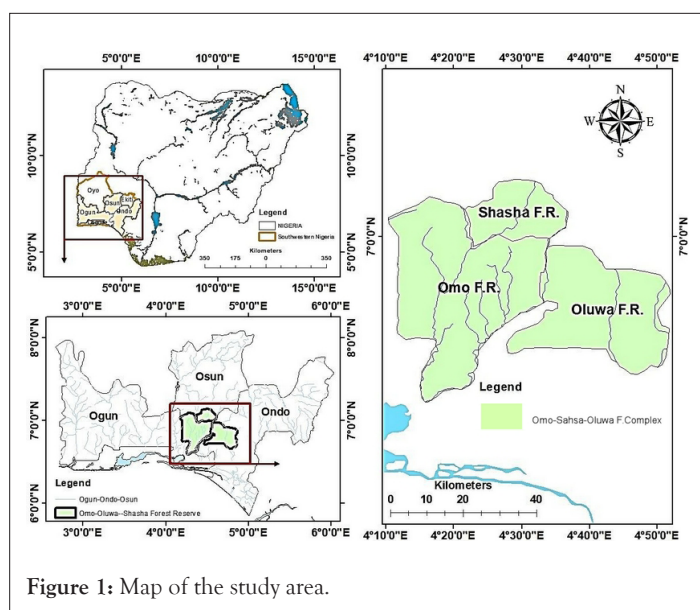 5°0'0"E 10°0'0"E 15°0'0"E
10°0'0"N
5°0'0"N
10°0'0"N
5°0'0"N
Oyo
Ekiti
Osun
Ogun
Ondo
Lagos
Legend
NIGERIA
Southwestern Nigeria
Kilometers
350 175 0 350
5°0'0"E 10°0'0"E 15°0'0"E
3°0'0"E 4°0'0"E 5°0'0"E 6°0'0"E
8°0'0"N
7°0'0"N
6°0'0"N
8°0'0"N
7°0'0"N
6°0'0"N
Osun
Ogun
Ondo
Legend
Ogun-Ondo-Osun
Omo-Oluwa--Shasha Forest Reserve
3°0'0"E 4°0'0"E 5°0'0"E 6°0'0"E
4°10'0"E 4°20'0"E 4°30'0"E 4°40'0"E 4°50'0"E
N
W E
S
7°0'0"N
7°0'0"N
Shasha F.R.
Omo F.R.
Oluwa F.R.
Legend
Omo-Sahsa-Oluwa F.Complex
Kilometers
0 10 20 40
4°10'0"E 4°20'0"E 4°30'0"E 4°40'0"E 4°50'0"E
Figure 1: Map of the study area.